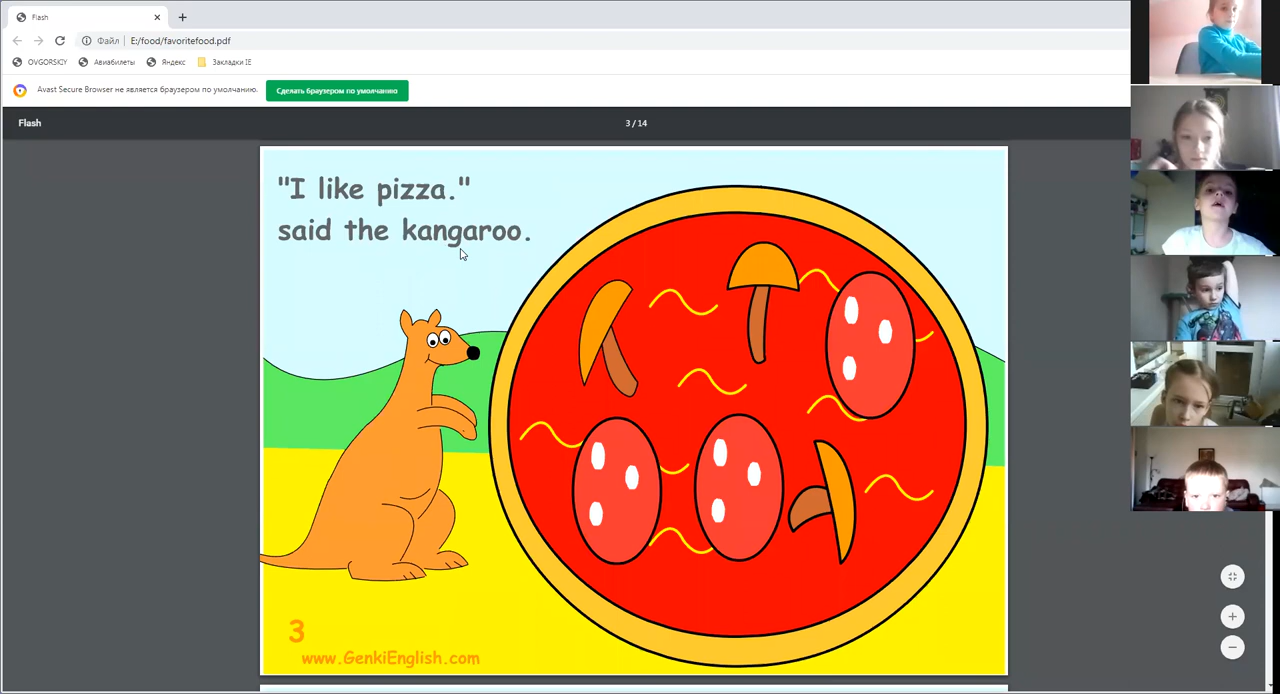 Flash
Файл E:/food/favoritefood.pdf
OVGORSKIY Авиабилеты Яндекс Закладки IE
Avast Secure Browser не является браузером по умолчанию. Сделать браузером по умолчанию
Flash 3 / 14
"I like pizza."
said the kangaroo.
3
www.GenkiEnglish.com